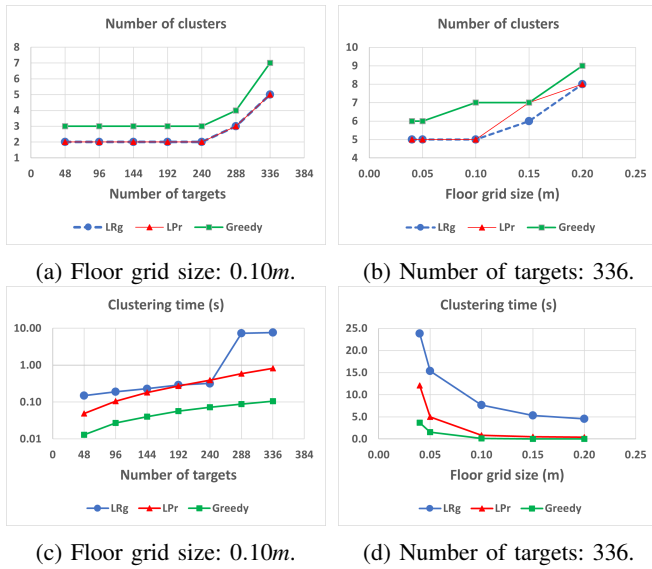 Number of clusters
8
7
6
5
4
3
2
1
0 48 96 144 192 240 288 336 384
Number of targets
LRg LPr Greedy
(a) Floor grid size: 0.10m.
Number of clusters
10
9
8
7
6
5
4
0.00 0.05 0.10 0.15 0.20 0.25
Floor grid size (m)
LRg LPr Greedy
(b) Number of targets: 336.
Clustering time (s)
10.00
1.00
0.10
0.01
0 48 96 144 192 240 288 336 384
Number of targets
LRg LPr Greedy
(c) Floor grid size: 0.10m.
Clustering time (s)
25.0
20.0
15.0
10.0
5.0
0.0
0.00 0.05 0.10 0.15 0.20 0.25
Floor grid size (m)
LRg LPr Greedy
(d) Number of targets: 336.